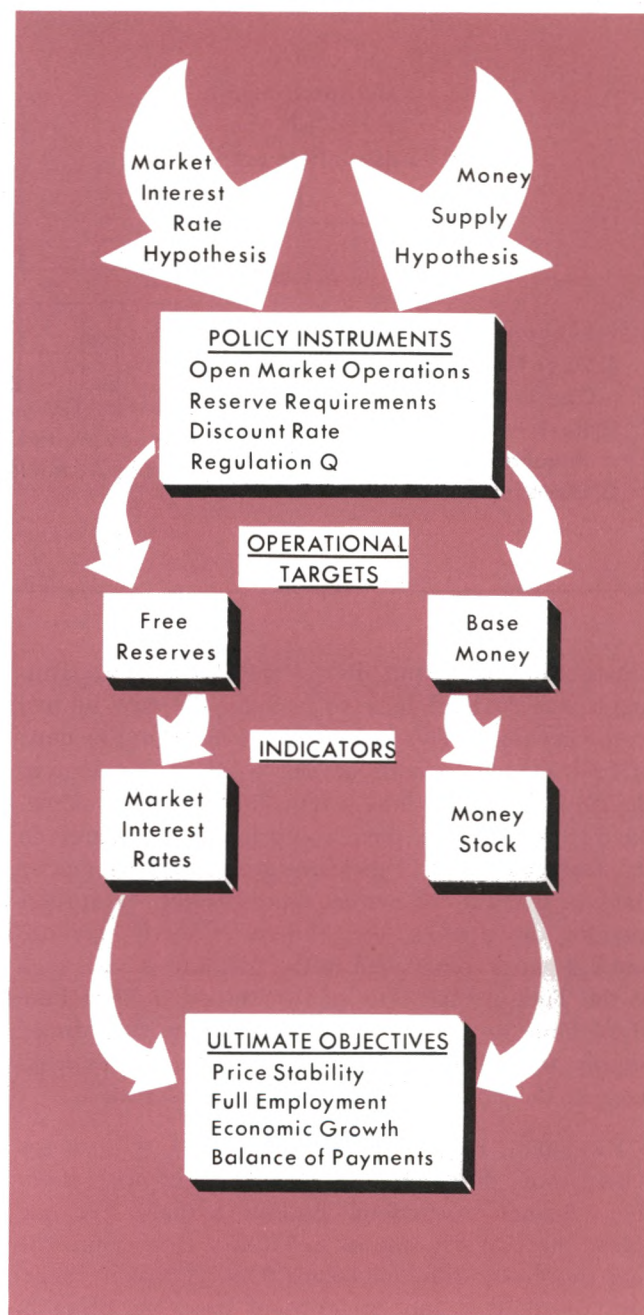 Market
Interest
Rate
Hypothesis
Money
Supply
Hypothesis
POLICY INSTRUMENTS
Open Market Operations
Reserve Requirements
Discount Rate
Regulation Q
OPERATIONAL
TARGETS
Free
Reserves
Base
Money
INDICATORS
Market
Interest
Rates
Money
Stock
ULTIMATE OBJECTIVES
Price Stability
Full Employment
Economic Growth
Balance of Payments